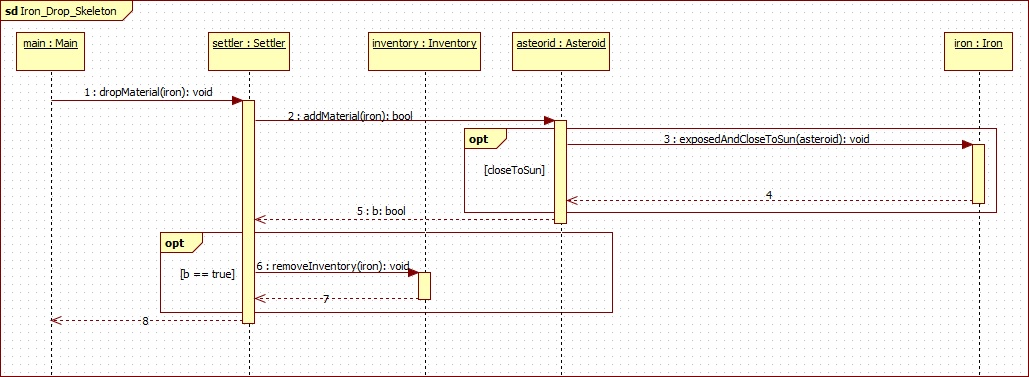 sd Iron_Drop_Skeleton
main : Main
settler : Settler
inventory : Inventory
asteorid : Asteroid
iron : Iron
1 : dropMaterial(iron): void
2 : addMaterial(iron): bool
opt
3 : exposedAndCloseToSun(asteroid): void
[closeToSun]
4
5 : b: bool
opt
6 : removeInventory(iron): void
[b == true]
7
8